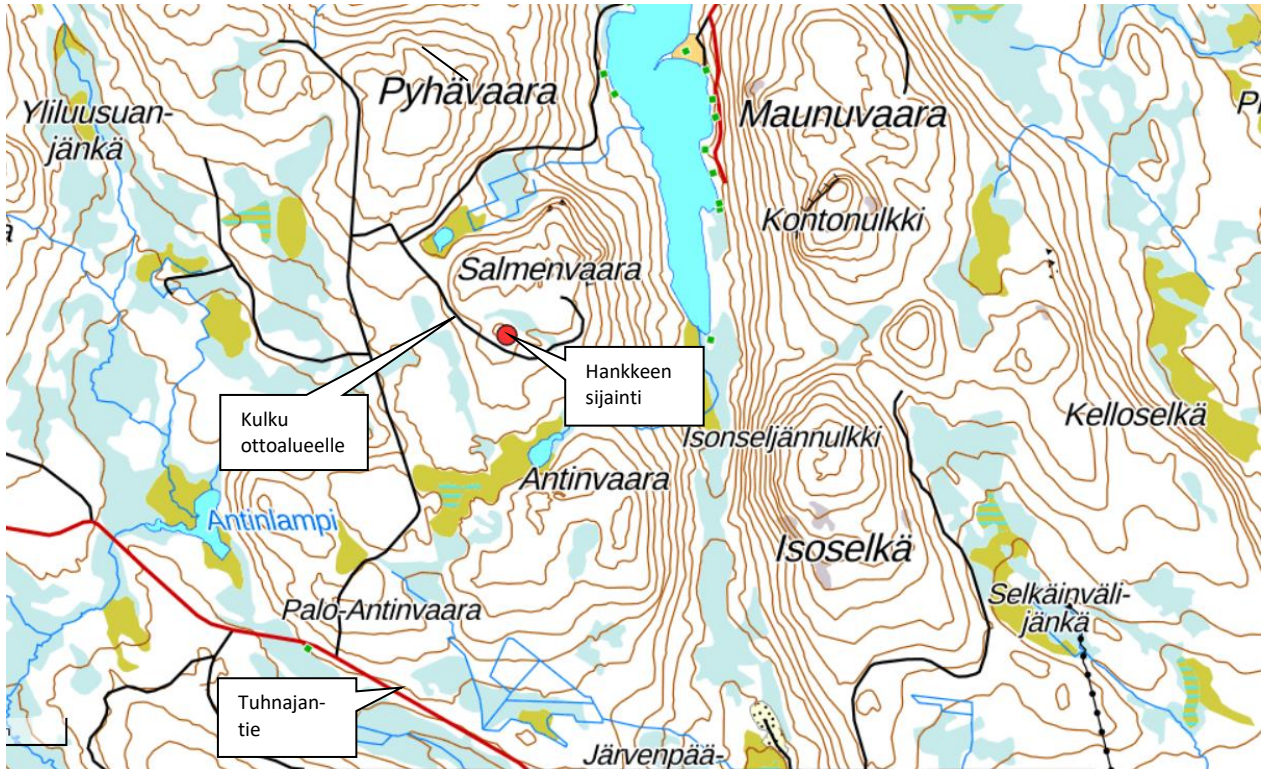 Pyhävaara
Maunuvaara
Yliluusuan-
jänkä
Kontonulkki
Salmenvaara
Hankkeen
sijainti
Kulku
ottoalueelle
Kelloselkä
Isonseljännulkki
Antinvaara
Antinlampi
Isoselkä
Selkäinväli-
jänkä
Palo-Antinvaara
Tuhnajan-
tie
Järvenpää-